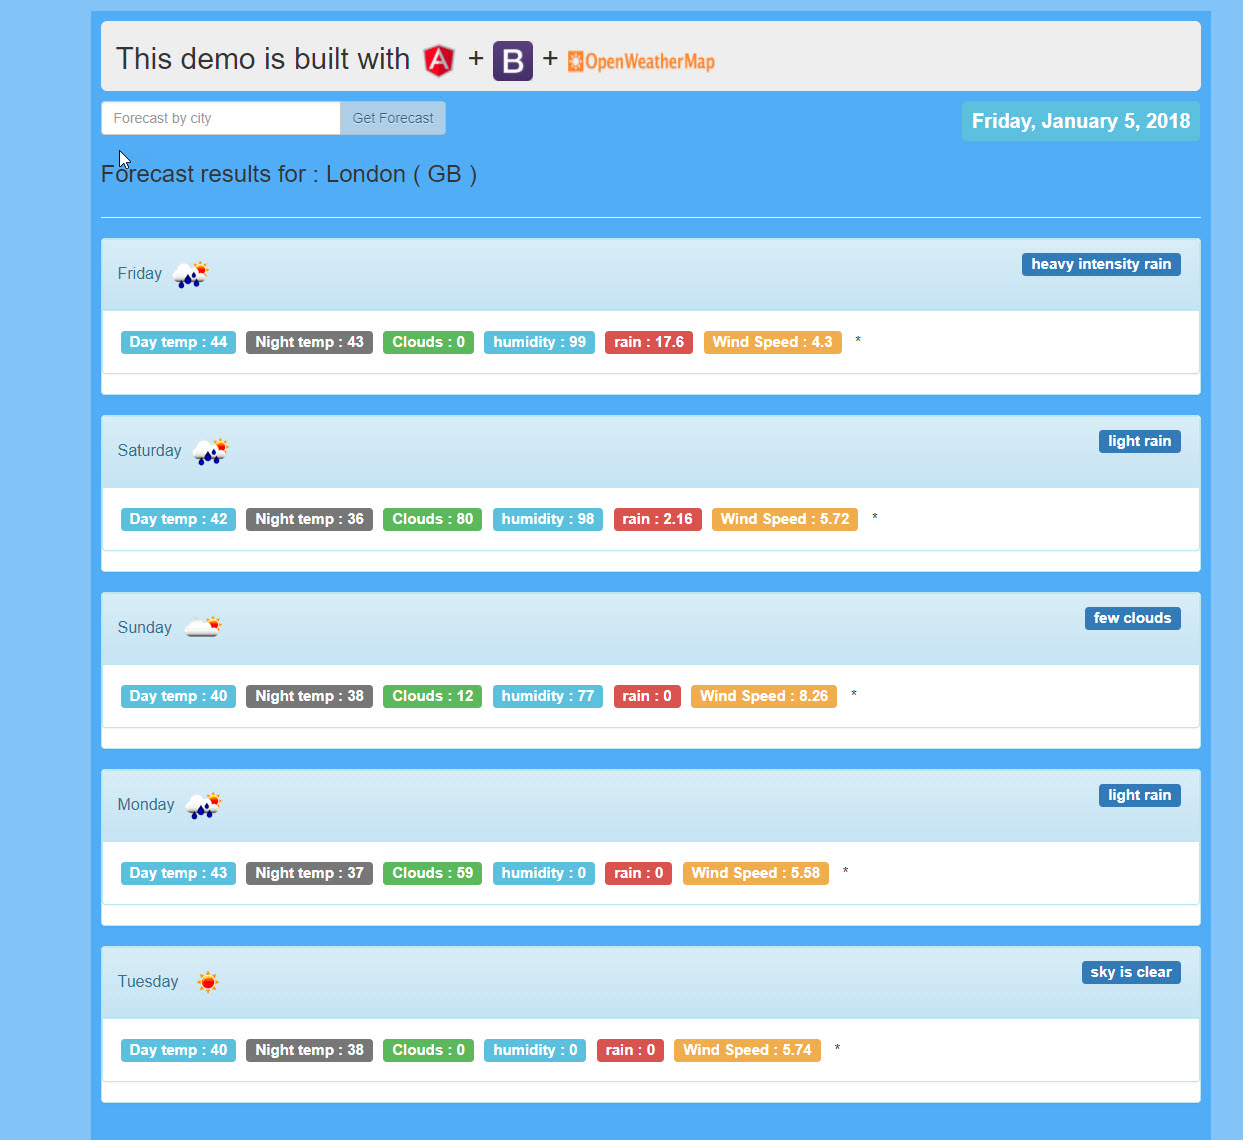 This demo is built with A + B + OpenWeatherMap
Forecast by city Get Forecast Friday, January 5, 2018
Forecast results for : London ( GB )
Friday heavy intensity rain
Day temp : 44 Night temp : 43 Clouds : 0 humidity : 99 rain : 17.6 Wind Speed : 4.3 *
Saturday light rain
Day temp : 42 Night temp : 36 Clouds : 80 humidity : 98 rain : 2.16 Wind Speed : 5.72 *
Sunday few clouds
Day temp : 40 Night temp : 38 Clouds : 12 humidity : 77 rain : 0 Wind Speed : 8.26 *
Monday light rain
Day temp : 43 Night temp : 37 Clouds : 59 humidity : 0 rain : 0 Wind Speed : 5.58 *
Tuesday sky is clear
Day temp : 40 Night temp : 38 Clouds : 0 humidity : 0 rain : 0 Wind Speed : 5.74 *